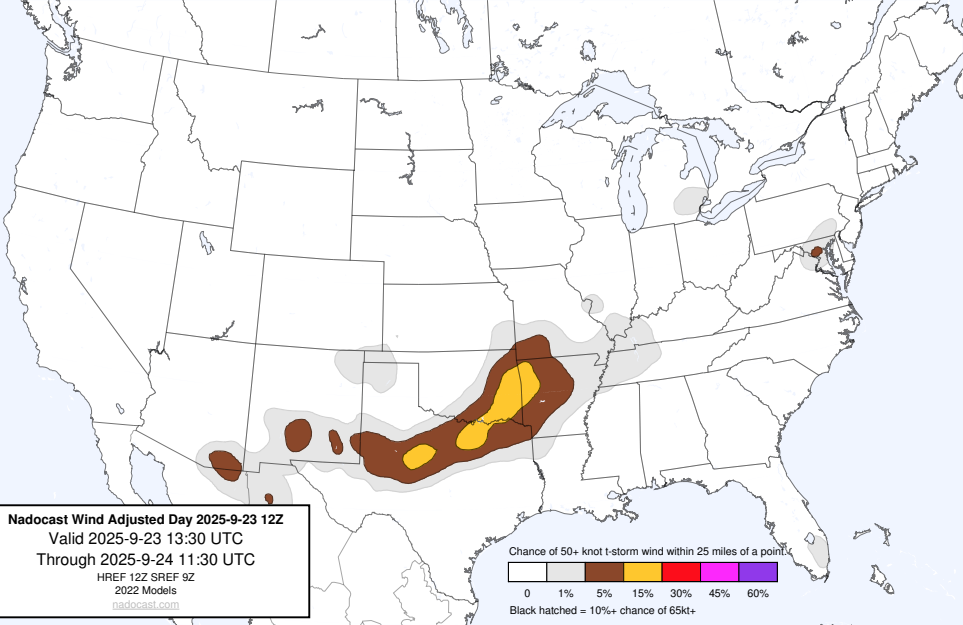 Nadocast Wind Adjusted Day 2025-9-23 12Z
Valid 2025-9-23 13:30 UTC
Through 2025-9-24 11:30 UTC
HREF 12Z SREF 9Z
2022 Models
nadocast.com
Chance of 50+ knot t-storm wind within 25 miles of a point.
0 1% 5% 15% 30% 45% 60%
Black hatched = 10%+ chance of 65kt+